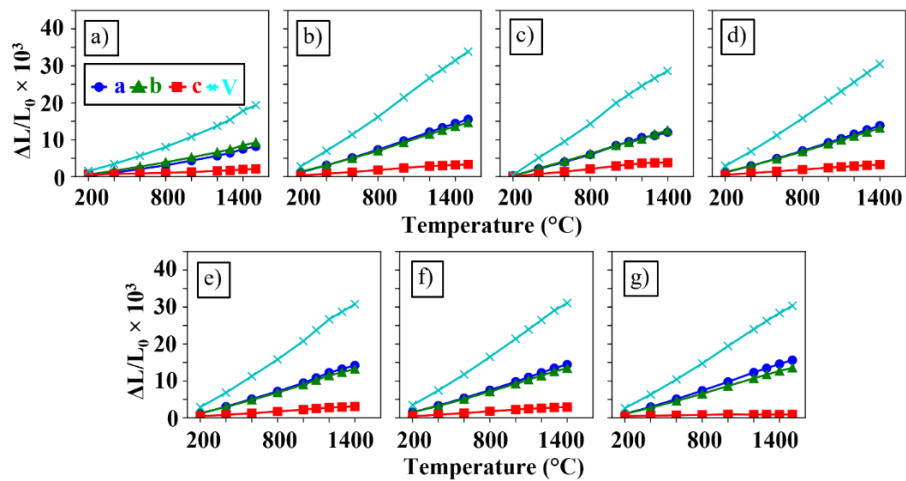 a) b) c) d)
ΔL/L₀ × 10³
40
30
20
10
0
a b c V
200 800 1400 200 800 1400 200 800 1400 200 800 1400
Temperature (°C)
e) f) g)
ΔL/L₀ × 10³
40
30
20
10
0
200 800 1400 200 800 1400 200 800 1400
Temperature (°C)